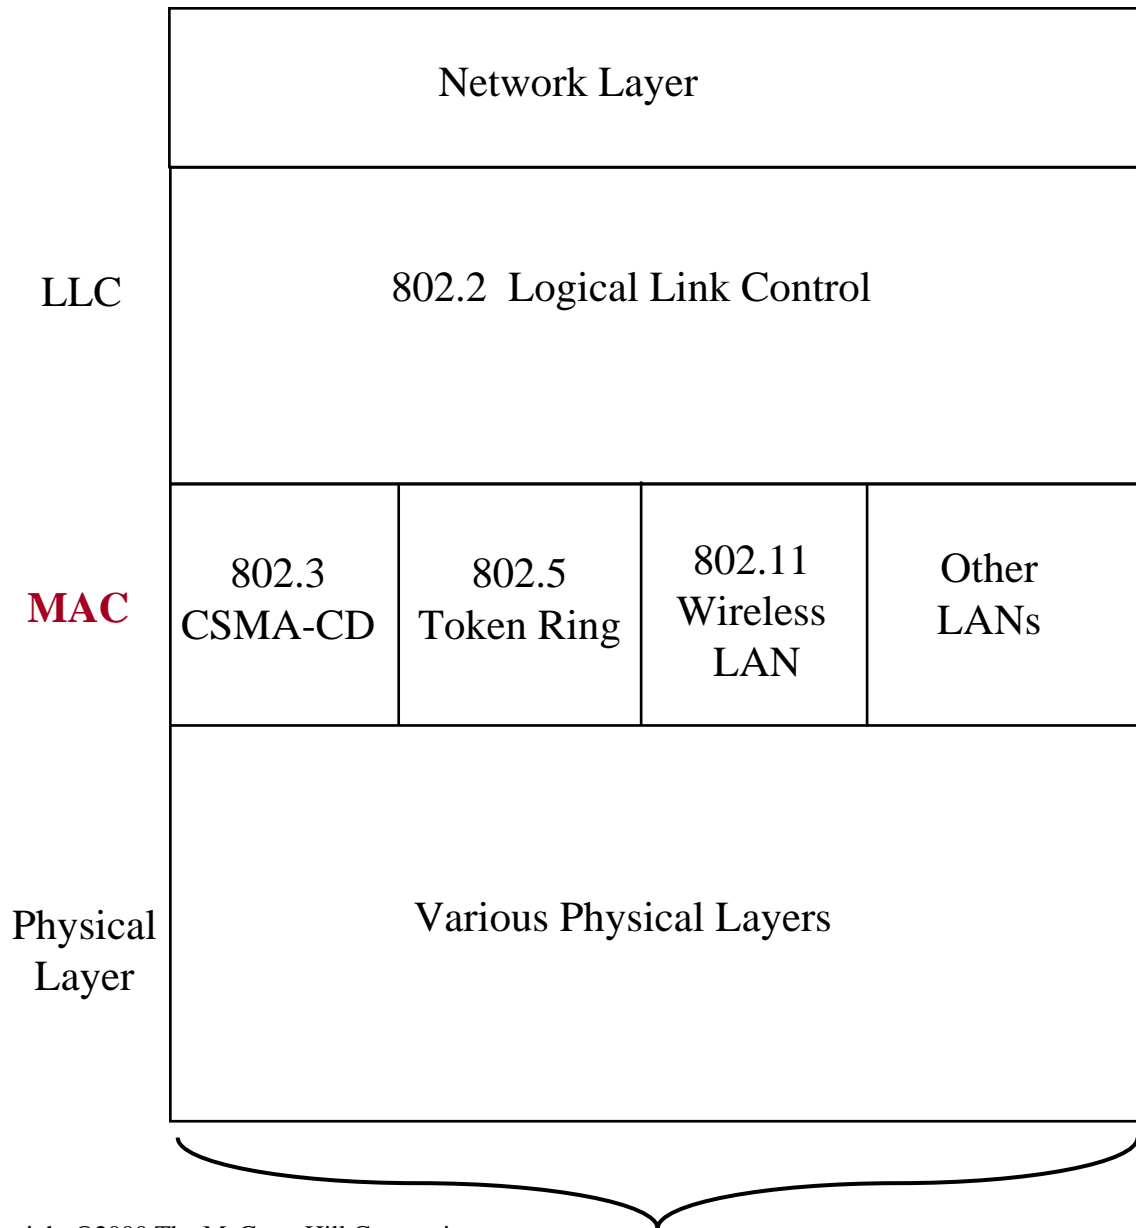 Network Layer
LLC
802.2 Logical Link Control
MAC
802.3
CSMA-CD
802.5
Token Ring
802.11
Wireless
LAN
Other
LANs
Physical
Layer
Various Physical Layers